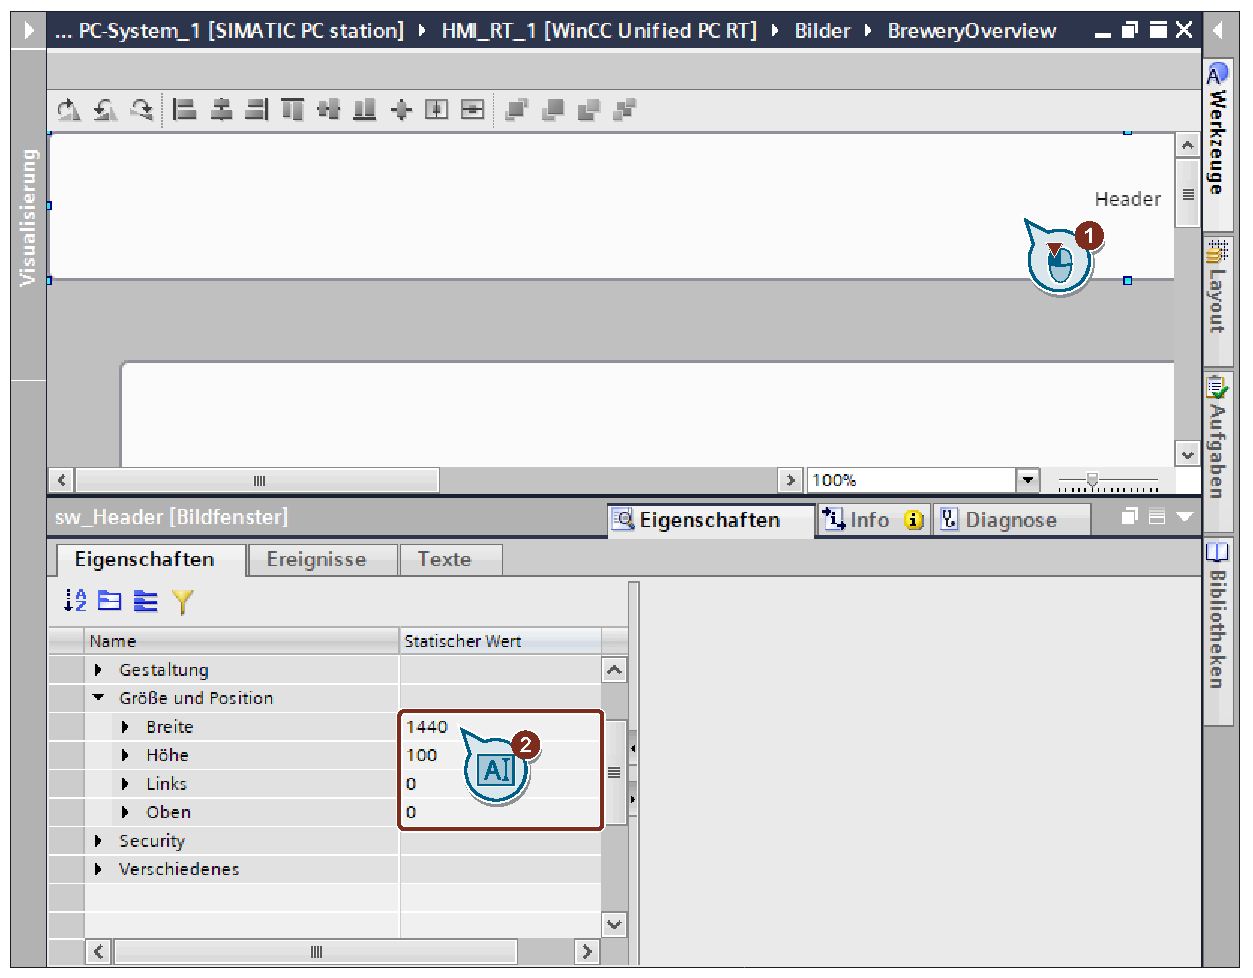 ... PC-System_1 [SIMATIC PC station] HMI_RT_1 [WinCC Unified PC RT] Bilder BreweryOverview
Visualisierung
Header
1
100%
sw_Header [Bildfenster]
Eigenschaften
Info
Diagnose
Eigenschaften
Ereignisse
Texte
Name Statischer Wert
Gestaltung
Größe und Position
Breite 1440
Höhe 100
Links 0
Oben 0
2
AI
Security
Verschiedenes
Werkzeuge
Layout
Aufgaben
Bibliotheken